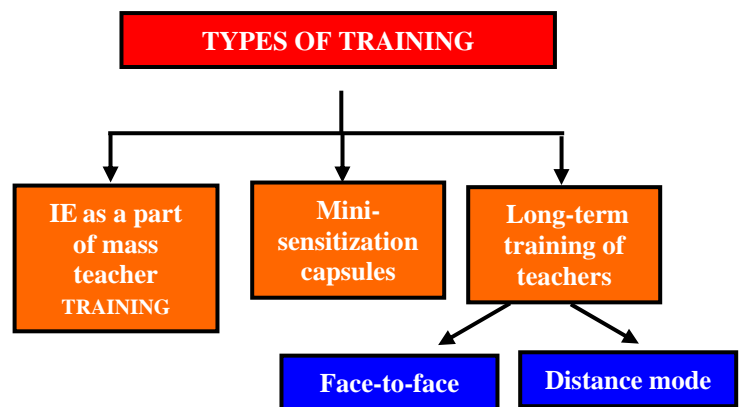 TYPES OF TRAINING
IE as a part
of mass
teacher
TRAINING
Mini-
sensitization
capsules
Long-term
training of
teachers
Face-to-face
Distance mode